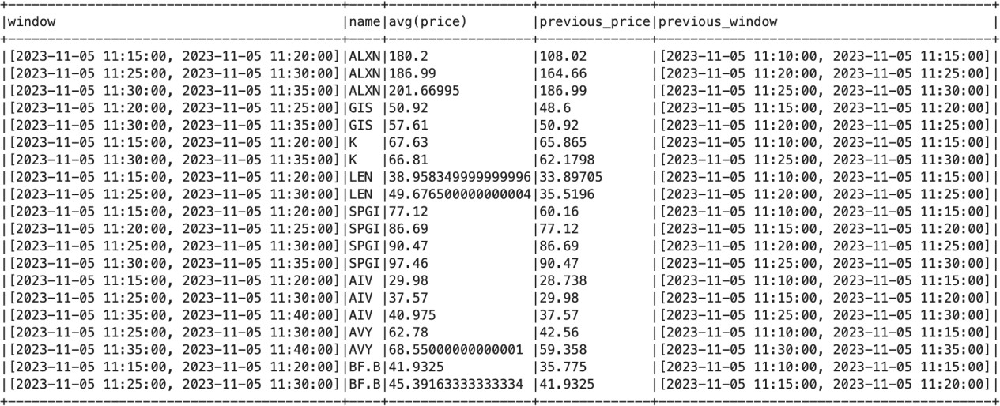 +---------------------------------------+----+------------------+--------------+---------------------------------------+
|window                                 |name|avg(price)        |previous_price|previous_window                        |
+---------------------------------------+----+------------------+--------------+---------------------------------------+
|[2023-11-05 11:15:00, 2023-11-05 11:20:00]|ALXN|180.2             |108.02        |[2023-11-05 11:10:00, 2023-11-05 11:15:00]|
|[2023-11-05 11:25:00, 2023-11-05 11:30:00]|ALXN|186.99            |164.66        |[2023-11-05 11:20:00, 2023-11-05 11:25:00]|
|[2023-11-05 11:30:00, 2023-11-05 11:35:00]|ALXN|201.66995         |186.99        |[2023-11-05 11:25:00, 2023-11-05 11:30:00]|
|[2023-11-05 11:20:00, 2023-11-05 11:25:00]|GIS |50.92             |48.6          |[2023-11-05 11:15:00, 2023-11-05 11:20:00]|
|[2023-11-05 11:30:00, 2023-11-05 11:35:00]|GIS |57.61             |50.92         |[2023-11-05 11:20:00, 2023-11-05 11:25:00]|
|[2023-11-05 11:15:00, 2023-11-05 11:20:00]|K   |67.63             |65.865        |[2023-11-05 11:10:00, 2023-11-05 11:15:00]|
|[2023-11-05 11:30:00, 2023-11-05 11:35:00]|K   |66.81             |62.1798       |[2023-11-05 11:25:00, 2023-11-05 11:30:00]|
|[2023-11-05 11:15:00, 2023-11-05 11:20:00]|LEN |38.958349999999996|33.89705      |[2023-11-05 11:10:00, 2023-11-05 11:15:00]|
|[2023-11-05 11:25:00, 2023-11-05 11:30:00]|LEN |49.676500000000004|35.5196       |[2023-11-05 11:20:00, 2023-11-05 11:25:00]|
|[2023-11-05 11:15:00, 2023-11-05 11:20:00]|SPGI|77.12             |60.16         |[2023-11-05 11:10:00, 2023-11-05 11:15:00]|
|[2023-11-05 11:20:00, 2023-11-05 11:25:00]|SPGI|86.69             |77.12         |[2023-11-05 11:15:00, 2023-11-05 11:20:00]|
|[2023-11-05 11:25:00, 2023-11-05 11:30:00]|SPGI|90.47             |86.69         |[2023-11-05 11:20:00, 2023-11-05 11:25:00]|
|[2023-11-05 11:30:00, 2023-11-05 11:35:00]|SPGI|97.46             |90.47         |[2023-11-05 11:25:00, 2023-11-05 11:30:00]|
|[2023-11-05 11:15:00, 2023-11-05 11:20:00]|AIV |29.98             |28.738        |[2023-11-05 11:10:00, 2023-11-05 11:15:00]|
|[2023-11-05 11:25:00, 2023-11-05 11:30:00]|AIV |37.57             |29.98         |[2023-11-05 11:15:00, 2023-11-05 11:20:00]|
|[2023-11-05 11:35:00, 2023-11-05 11:40:00]|AIV |40.975            |37.57         |[2023-11-05 11:25:00, 2023-11-05 11:30:00]|
|[2023-11-05 11:25:00, 2023-11-05 11:30:00]|AVY |62.78             |42.56         |[2023-11-05 11:10:00, 2023-11-05 11:15:00]|
|[2023-11-05 11:35:00, 2023-11-05 11:40:00]|AVY |68.55000000000001 |59.358        |[2023-11-05 11:30:00, 2023-11-05 11:35:00]|
|[2023-11-05 11:15:00, 2023-11-05 11:20:00]|BF.B|41.9325           |35.775        |[2023-11-05 11:10:00, 2023-11-05 11:15:00]|
|[2023-11-05 11:25:00, 2023-11-05 11:30:00]|BF.B|45.39163333333334 |41.9325       |[2023-11-05 11:15:00, 2023-11-05 11:20:00]|
+---------------------------------------+----+------------------+--------------+---------------------------------------+